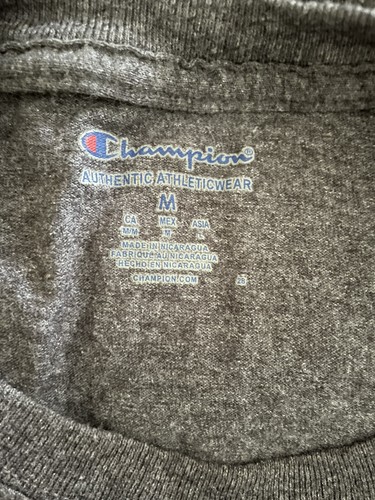 Champion
AUTHENTIC ATHLETICWEAR
M
CA MEX ASIA
M/M M L
MADE IN NICARAGUA
FABRIQUÉ AU NICARAGUA
HECHO EN NICARAGUA
CHAMPION.COM